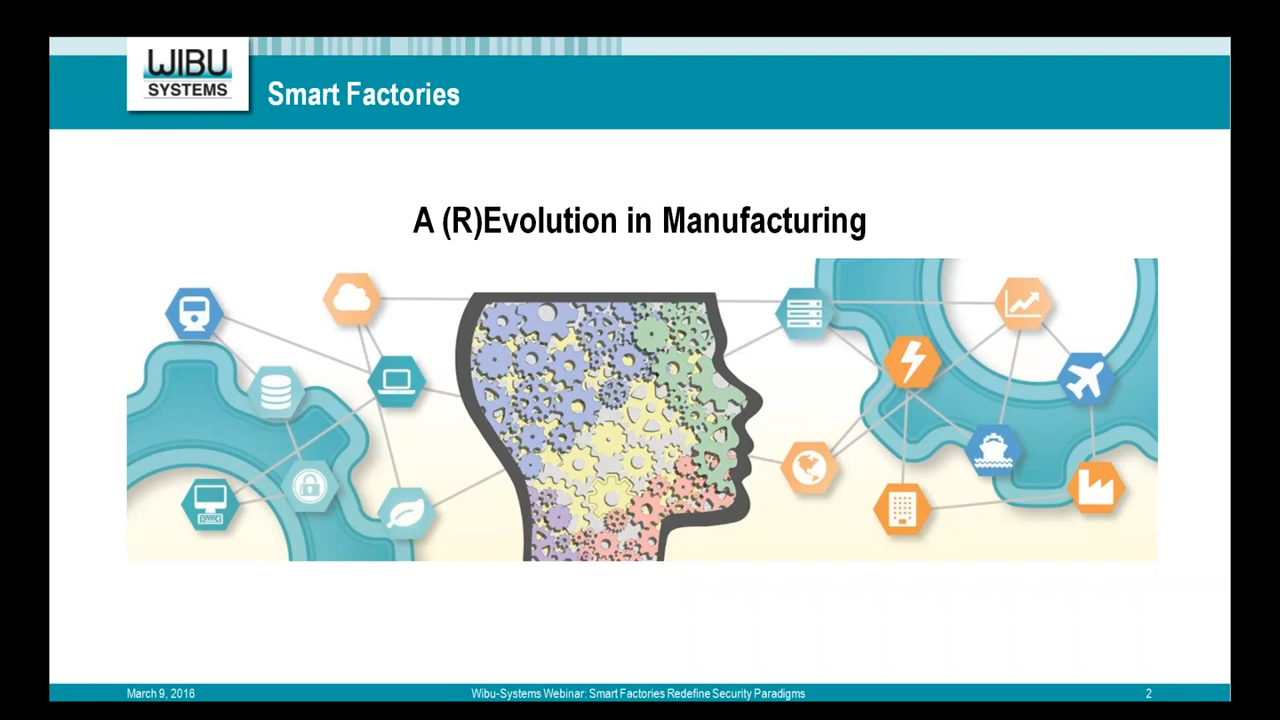 WIBU
SYSTEMS
Smart Factories
A (R)Evolution in Manufacturing
March 9, 2016
Wibu-Systems Webinar: Smart Factories Redefine Security Paradigms
2